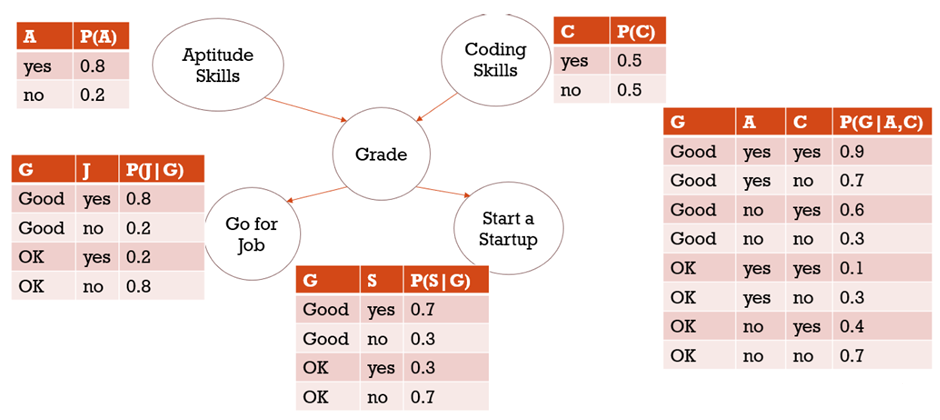 A P(A)
yes 0.8
no 0.2
Aptitude
Skills
Coding
Skills
C P(C)
yes 0.5
no 0.5
Grade
G A C P(G|A,C)
Good yes yes 0.9
Good yes no 0.7
Good no yes 0.6
Good no no 0.3
OK yes yes 0.1
OK yes no 0.3
OK no yes 0.4
OK no no 0.7
G J P(J|G)
Good yes 0.8
Good no 0.2
OK yes 0.2
OK no 0.8
Go for
Job
Start a
Startup
G S P(S|G)
Good yes 0.7
Good no 0.3
OK yes 0.3
OK no 0.7